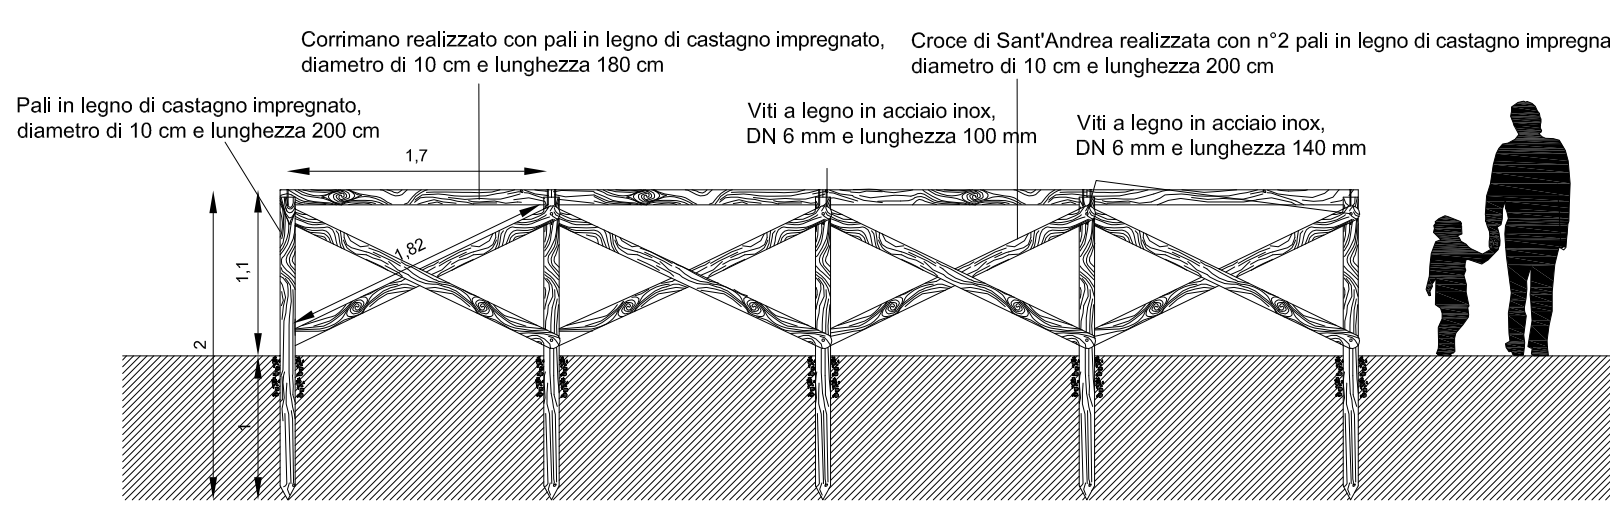 Corrimano realizzato con pali in legno di castagno impregnato,
diametro di 10 cm e lunghezza 180 cm
Croce di Sant'Andrea realizzata con n°2 pali in legno di castagno impregna
diametro di 10 cm e lunghezza 200 cm
Pali in legno di castagno impregnato,
diametro di 10 cm e lunghezza 200 cm
Viti a legno in acciaio inox,
DN 6 mm e lunghezza 100 mm
Viti a legno in acciaio inox,
DN 6 mm e lunghezza 140 mm
1,7
1,82
1,1
2
1